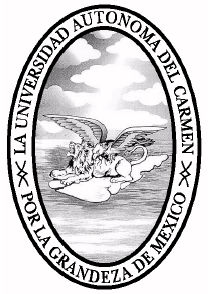 LA UNIVERSIDAD AUTONOMA DEL CARMEN
POR LA GRANDEZA DE MEXICO